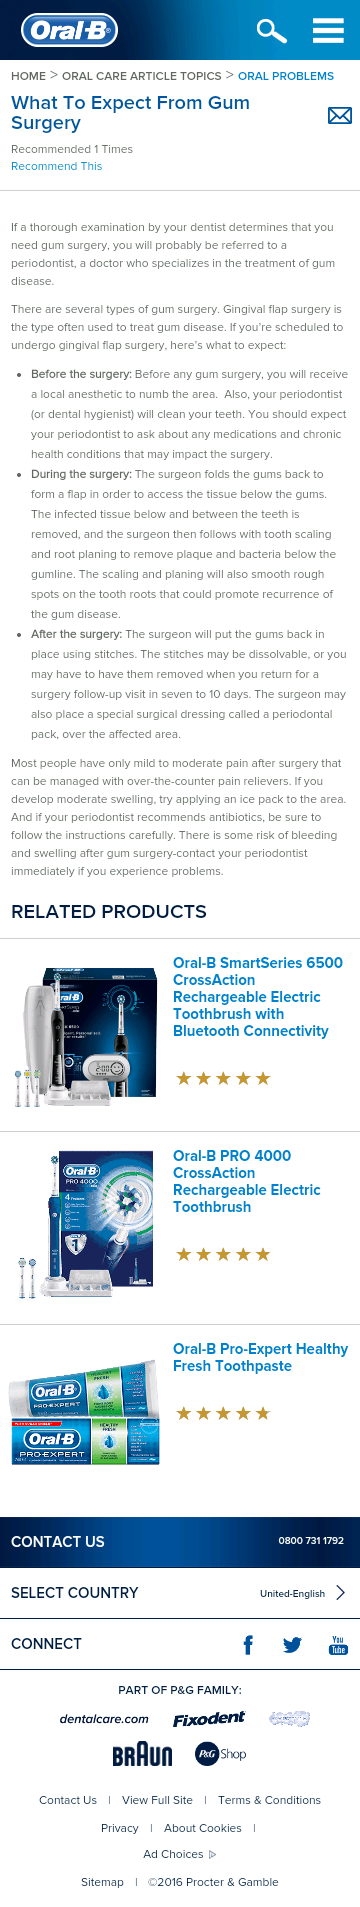 Oral-B
HOME > ORAL CARE ARTICLE TOPICS > ORAL PROBLEMS
What To Expect From Gum
Surgery
Recommended 1 Times
Recommend This
If a thorough examination by your dentist determines that you
need gum surgery, you will probably be referred to a
periodontist, a doctor who specializes in the treatment of gum
disease.
There are several types of gum surgery. Gingival flap surgery is
the type often used to treat gum disease. If you’re scheduled to
undergo gingival flap surgery, here’s what to expect:
• Before the surgery: Before any gum surgery, you will receive
a local anesthetic to numb the area. Also, your periodontist
(or dental hygienist) will clean your teeth. You should expect
your periodontist to ask about any medications and chronic
health conditions that may impact the surgery.
• During the surgery: The surgeon folds the gums back to
form a flap in order to access the tissue below the gums.
The infected tissue below and between the teeth is
removed, and the surgeon then follows with tooth scaling
and root planing to remove plaque and bacteria below the
gumline. The scaling and planing will also smooth rough
spots on the tooth roots that could promote recurrence of
the gum disease.
• After the surgery: The surgeon will put the gums back in
place using stitches. The stitches may be dissolvable, or you
may have to have them removed when you return for a
surgery follow-up visit in seven to 10 days. The surgeon may
also place a special surgical dressing called a periodontal
pack, over the affected area.
Most people have only mild to moderate pain after surgery that
can be managed with over-the-counter pain relievers. If you
develop moderate swelling, try applying an ice pack to the area.
And if your periodontist recommends antibiotics, be sure to
follow the instructions carefully. There is some risk of bleeding
and swelling after gum surgery-contact your periodontist
immediately if you experience problems.
RELATED PRODUCTS
Oral-B
Oral-B SmartSeries 6500
CrossAction
Rechargeable Electric
Toothbrush with
Bluetooth Connectivity
Oral-B
PRO 4000
Oral-B PRO 4000
CrossAction
Rechargeable Electric
Toothbrush
Oral-B
PRO-EXPERT
HEALTHY
FRESH
Oral-B
PRO-EXPERT
HEALTHY
FRESH
Oral-B Pro-Expert Healthy
Fresh Toothpaste
CONTACT US 0800 731 1792
SELECT COUNTRY United-English
CONNECT
You
Tube
PART OF P&G FAMILY:
dentalcare.com Fixodent
BRAUN P&G Shop
Contact Us | View Full Site | Terms & Conditions
Privacy | About Cookies |
Ad Choices
Sitemap | ©2016 Procter & Gamble